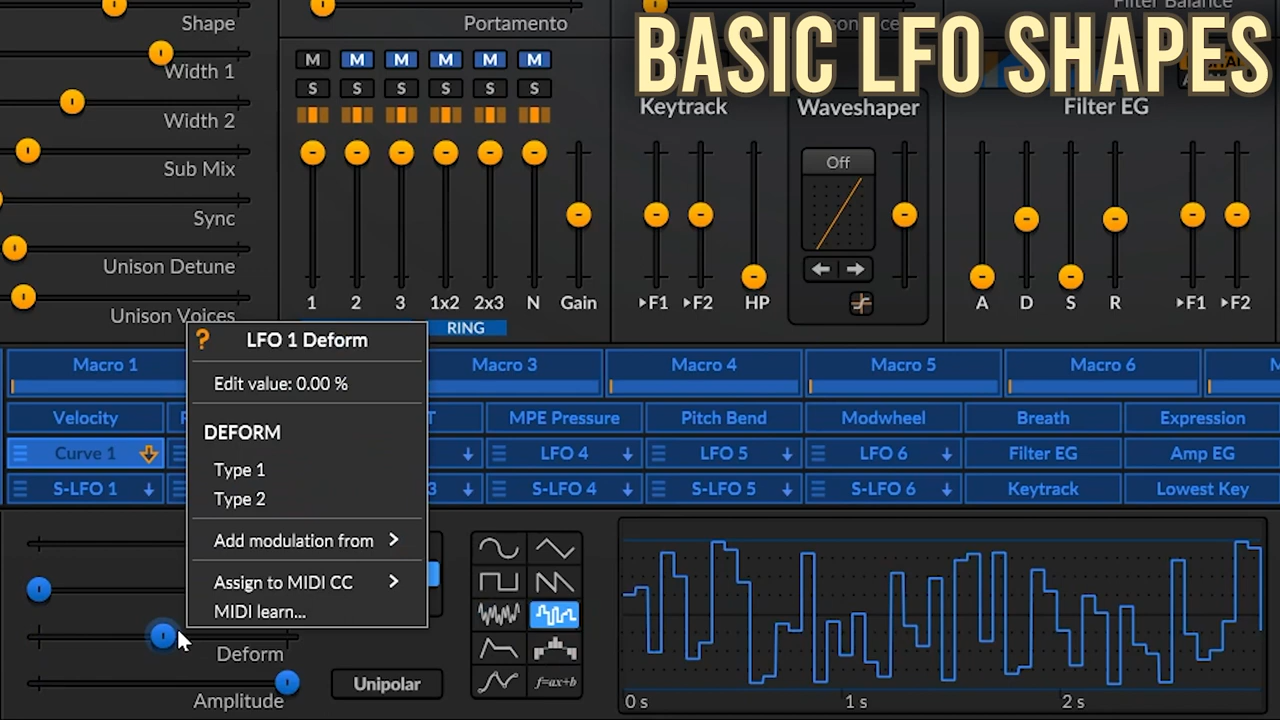 BASIC LFO SHAPES
Shape
Portamento
Filter Balance
Width 1
Width 2
Sub Mix
Sync
Unison Detune
Unison Voices
M M M M M M
S S S S S S
1 2 3 1x2 2x3 N Gain
RING
Keytrack
F1 F2 HP
Waveshaper
Off
Filter EG
A D S R F1 F2
Macro 1 Macro 3 Macro 4 Macro 5 Macro 6
Velocity MPE Pressure Pitch Bend Modwheel Breath Expression
Curve 1 LFO 4 LFO 5 LFO 6 Filter EG Amp EG
S-LFO 1 3 S-LFO 4 S-LFO 5 S-LFO 6 Keytrack Lowest Key
? LFO 1 Deform
Edit value: 0.00 %
DEFORM
Type 1
Type 2
Add modulation from
Assign to MIDI CC
MIDI learn...
Deform
Amplitude
Unipolar
f=ax+b
0 s 1 s 2 s